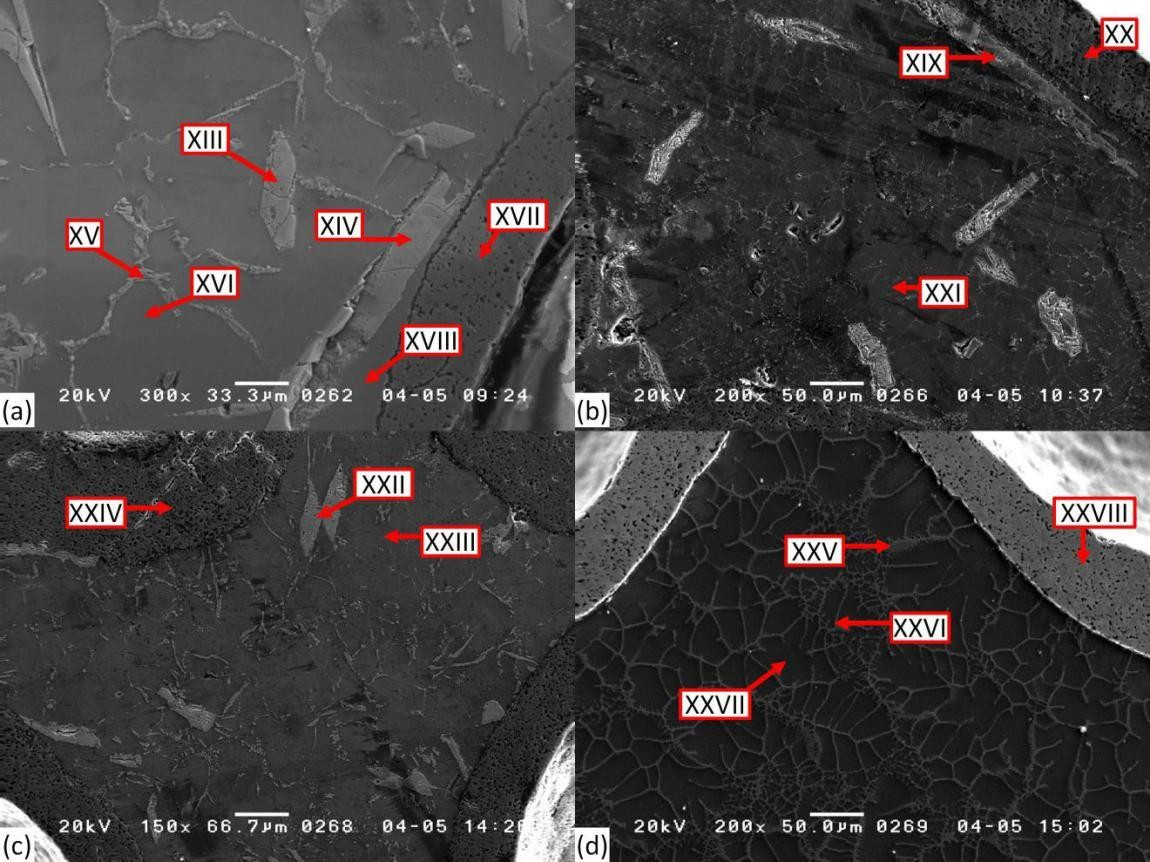 XIII
XIV
XV
XVI
XVII
XVIII
(a) 20kV 300x 33.3μm 0262 04-05 09:24
XX
XIX
XXI
(b) 20kV 200x 50.0μm 0266 04-05 10:37
XXII
XXIV
XXIII
(c) 20kV 150x 66.7μm 0268 04-05 14:26
XXVIII
XXV
XXVI
XXVII
(d) 20kV 200x 50.0μm 0269 04-05 15:02